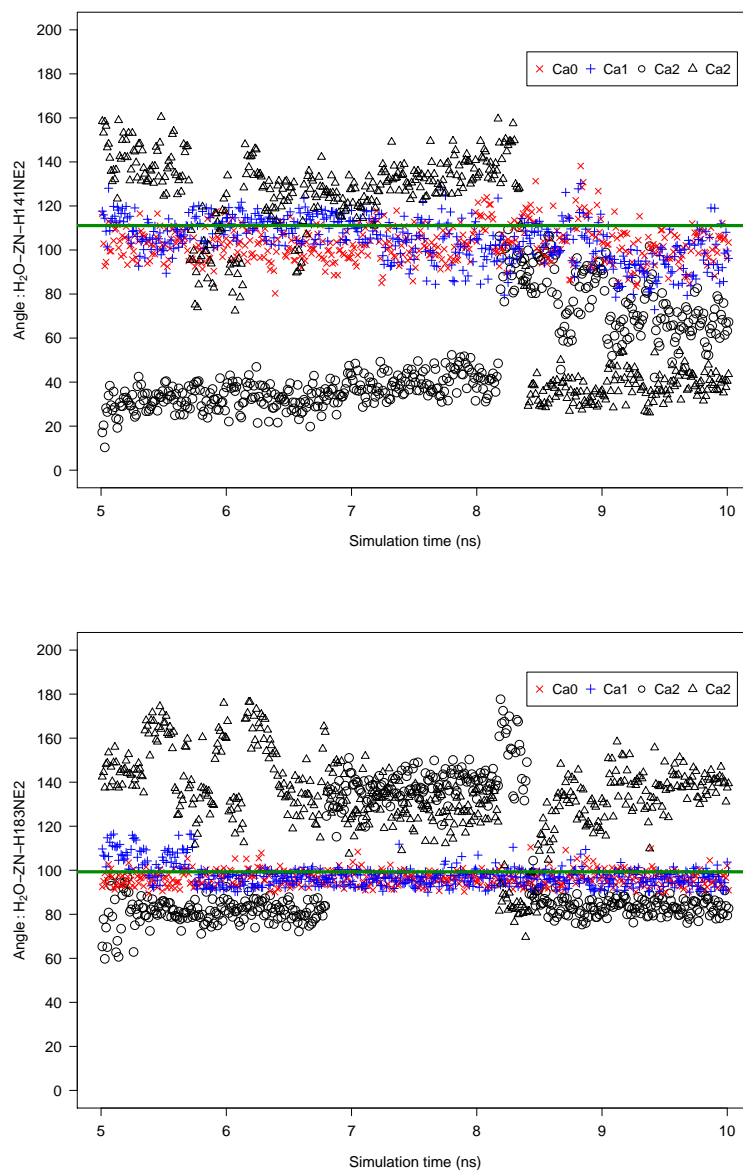 200
180
160
140
120
100
80
60
40
20
0
Angle : H₂O−ZN−H141NE2
Ca0 Ca1 Ca2 Ca2
5 6 7 8 9 10
Simulation time (ns)
200
180
160
140
120
100
80
60
40
20
0
Angle : H₂O−ZN−H183NE2
Ca0 Ca1 Ca2 Ca2
5 6 7 8 9 10
Simulation time (ns)